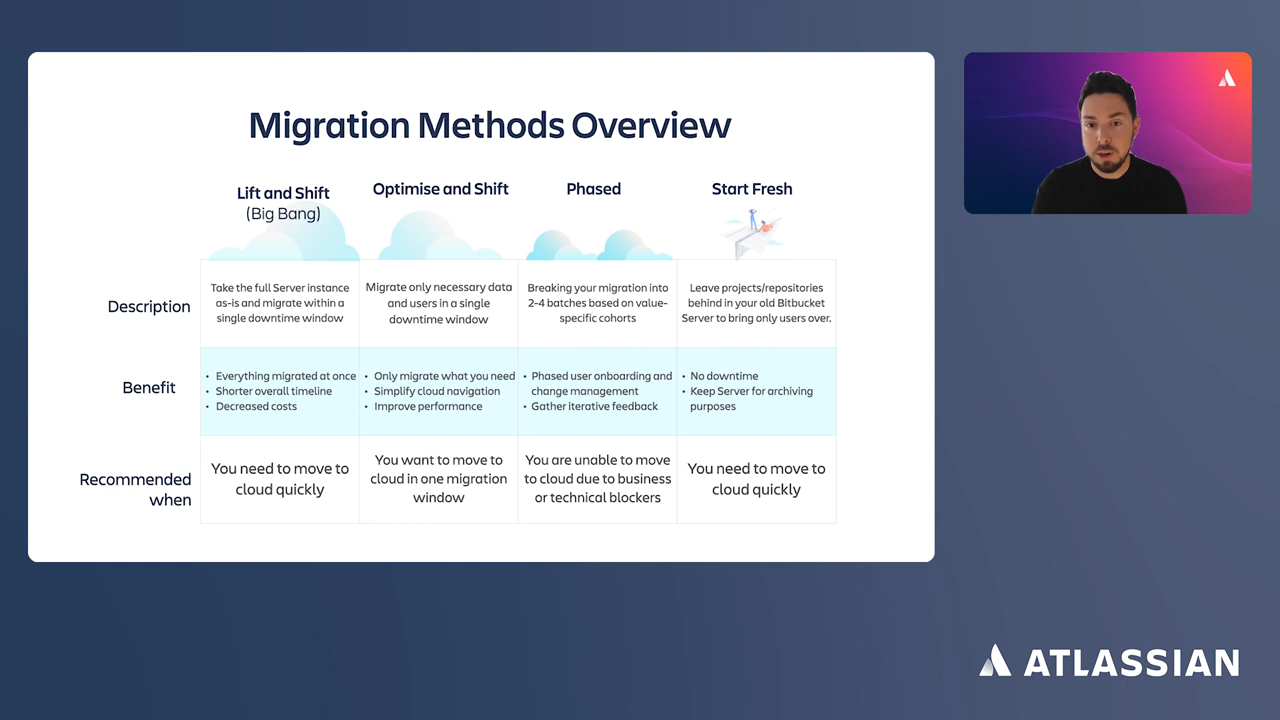 Migration Methods Overview
Lift and Shift
(Big Bang)
Optimise and Shift
Phased
Start Fresh
Description
Take the full Server instance
as-is and migrate within a
single downtime window
Migrate only necessary data
and users in a single
downtime window
Breaking your migration into
2-4 batches based on value-
specific cohorts
Leave projects/repositories
behind in your old Bitbucket
Server to bring only users over.
Benefit
• Everything migrated at once
• Shorter overall timeline
• Decreased costs
• Only migrate what you need
• Simplify cloud navigation
• Improve performance
• Phased user onboarding and
change management
• Gather iterative feedback
• No downtime
• Keep Server for archiving
purposes
Recommended
when
You need to move to
cloud quickly
You want to move to
cloud in one migration
window
You are unable to move
to cloud due to business
or technical blockers
You need to move to
cloud quickly
ATLASSIAN